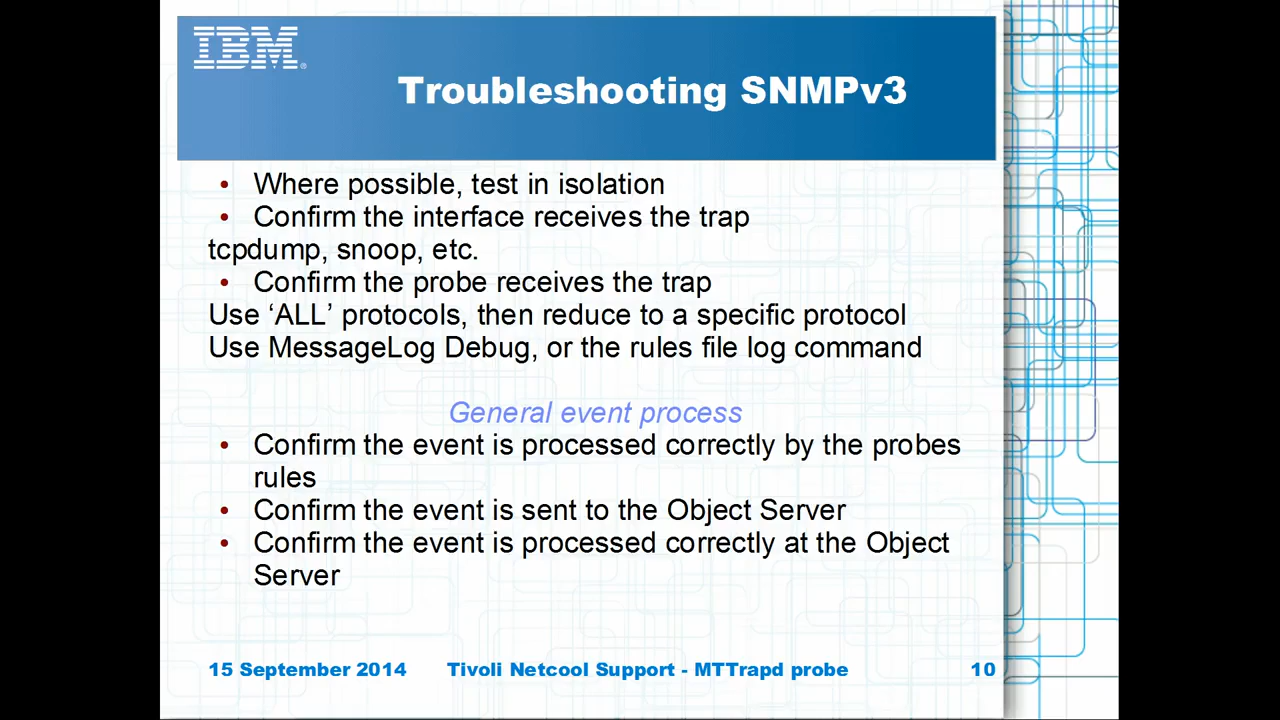 IBM®
Troubleshooting SNMPv3
• Where possible, test in isolation
• Confirm the interface receives the trap
tcpdump, snoop, etc.
• Confirm the probe receives the trap
Use ‘ALL’ protocols, then reduce to a specific protocol
Use MessageLog Debug, or the rules file log command
General event process
• Confirm the event is processed correctly by the probes
rules
• Confirm the event is sent to the Object Server
• Confirm the event is processed correctly at the Object
Server
15 September 2014 Tivoli Netcool Support - MTTrapd probe 10